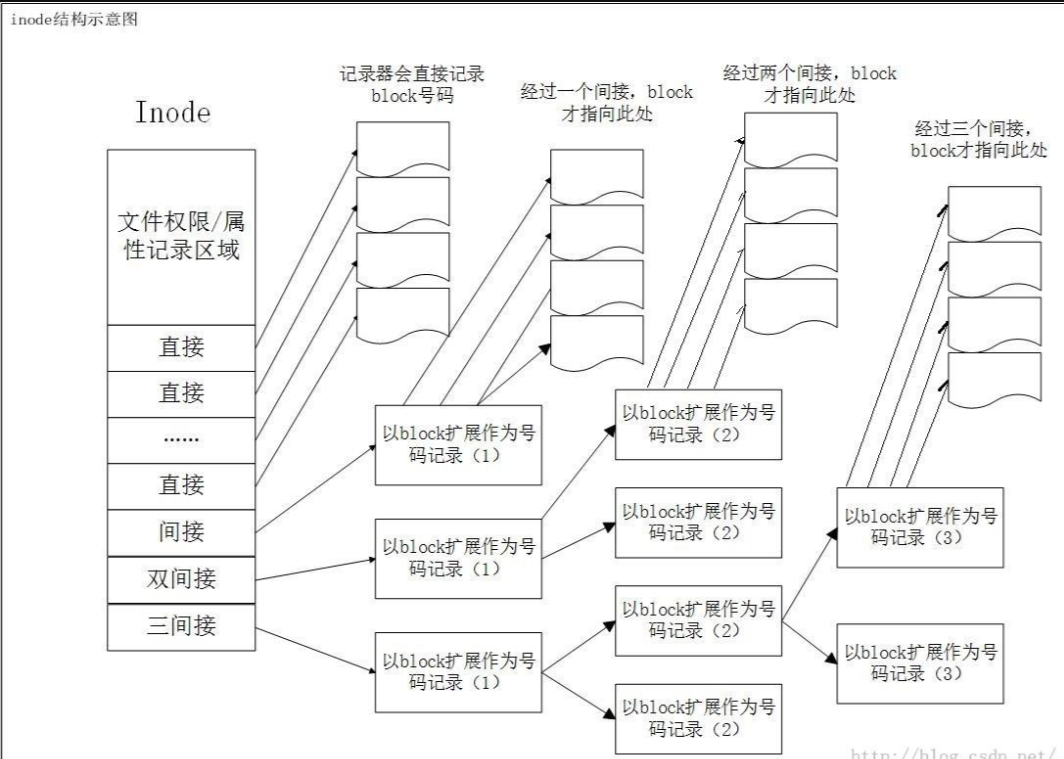 inode结构示意图
Inode
文件权限/属
性记录区域
直接
直接
……
直接
间接
双间接
三间接
记录器会直接记录
block号码
经过一个间接，block
才指向此处
经过两个间接，block
才指向此处
经过三个间接，
block才指向此处
以block扩展作为号
码记录（1）
以block扩展作为号
码记录（1）
以block扩展作为号
码记录（1）
以block扩展作为号
码记录（2）
以block扩展作为号
码记录（2）
以block扩展作为号
码记录（2）
以block扩展作为号
码记录（2）
以block扩展作为号
码记录（3）
以block扩展作为号
码记录（3）
http://blog.csdn.net/